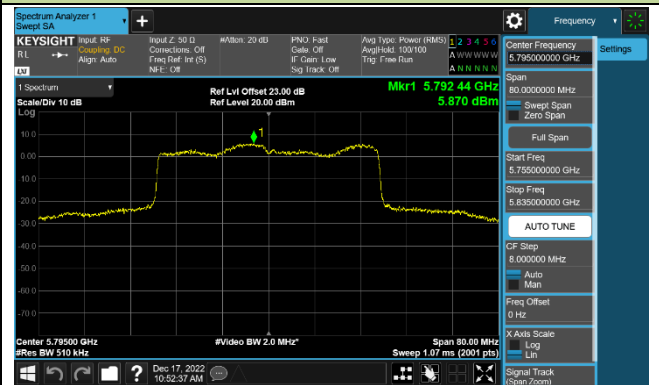 Spectrum Analyzer 1
Swept SA
Frequency
KEYSIGHT
RL
LXI
Input: RF
Coupling: DC
Align: Auto
Input Z: 50 Ω
Corrections: Off
Freq Ref: Int (S)
NFE: Off
#Atten: 20 dB
PNO: Fast
Gate: Off
IF Gain: Low
Sig Track: Off
Avg Type: Power (RMS)
Avg|Hold: 100/100
Trig: Free Run
1 2 3 4 5 6
A W W W W W
A N N N N N
1 Spectrum
Scale/Div 10 dB
Log
Ref Lvl Offset 23.00 dB
Ref Level 20.00 dBm
Mkr1 5.792 44 GHz
5.870 dBm
10.0
0.00
-10.0
-20.0
-30.0
-40.0
-50.0
-60.0
-70.0
1
Center 5.79500 GHz
#Res BW 510 kHz
#Video BW 2.0 MHz*
Span 80.00 MHz
Sweep 1.07 ms (2001 pts)
Center Frequency
5.795000000 GHz
Settings
Span
80.0000000 MHz
Swept Span
Zero Span
Full Span
Start Freq
5.755000000 GHz
Stop Freq
5.835000000 GHz
AUTO TUNE
CF Step
8.000000 MHz
Auto
Man
Freq Offset
0 Hz
X Axis Scale
Log
Lin
Signal Track
(Span Zoom)
?
Dec 17, 2022
10:52:37 AM